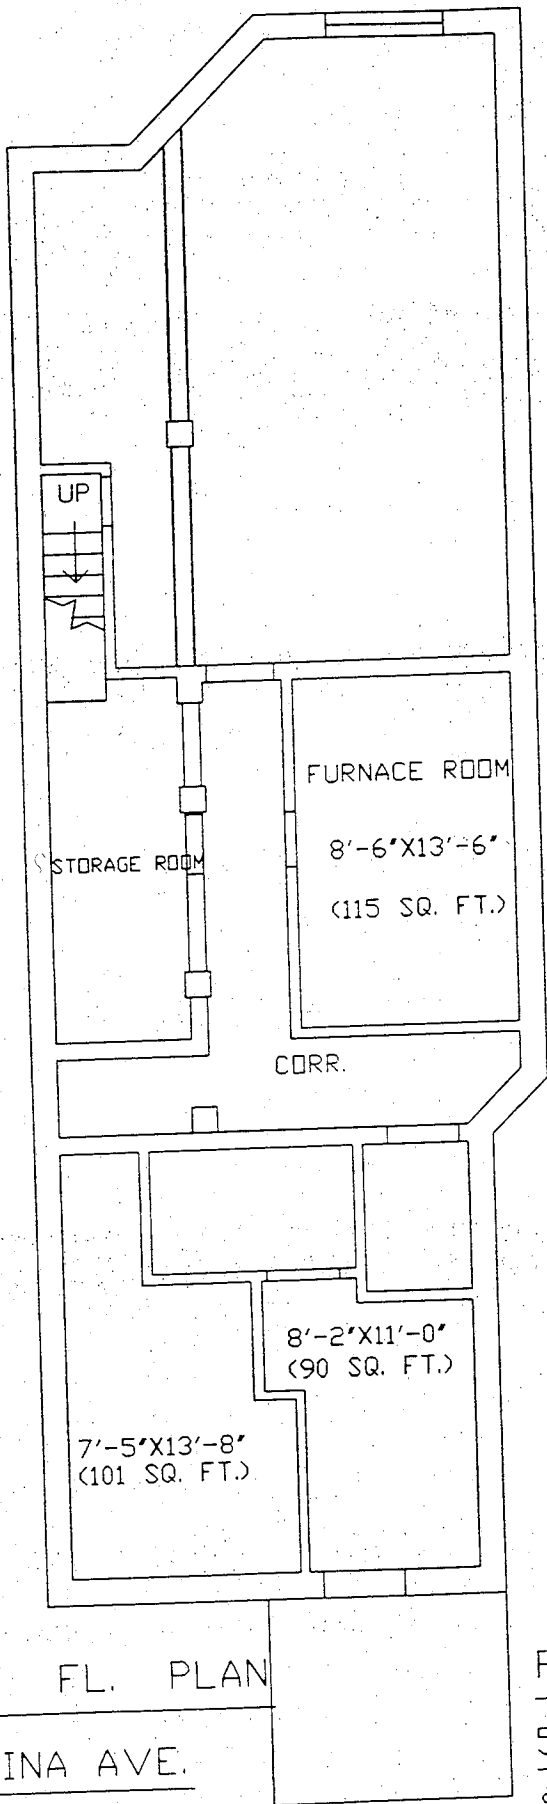 UP
FURNACE ROOM
8'-6"X13'-6"
(115 SQ. FT.)
STORAGE ROOM
CORR.
8'-2"X11'-0"
(90 SQ. FT.)
7'-5"X13'-8"
(101 SQ. FT.)
FL. PLAN
INA AVE.